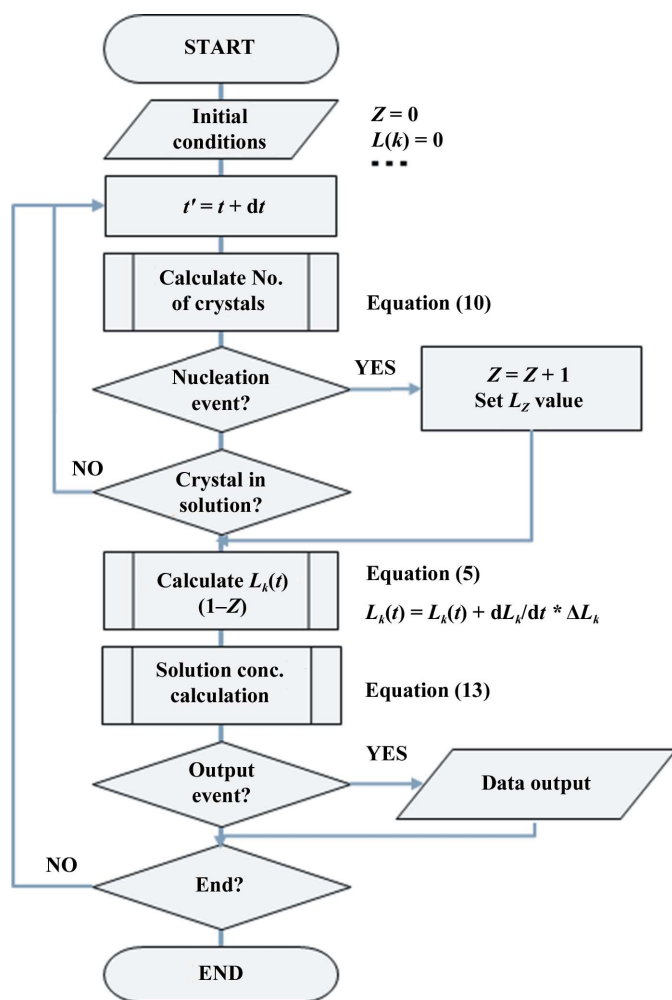 START
Initial
conditions
Z = 0
L(k) = 0
t′ = t + dt
Calculate No.
of crystals
Equation (10)
Nucleation
event?
YES
Z = Z + 1
Set L_Z value
NO
Crystal in
solution?
Calculate L_k(t)
(1–Z)
Equation (5)
L_k(t) = L_k(t) + dL_k/dt * ΔL_k
Solution conc.
calculation
Equation (13)
Output
event?
YES
Data output
NO
End?
END